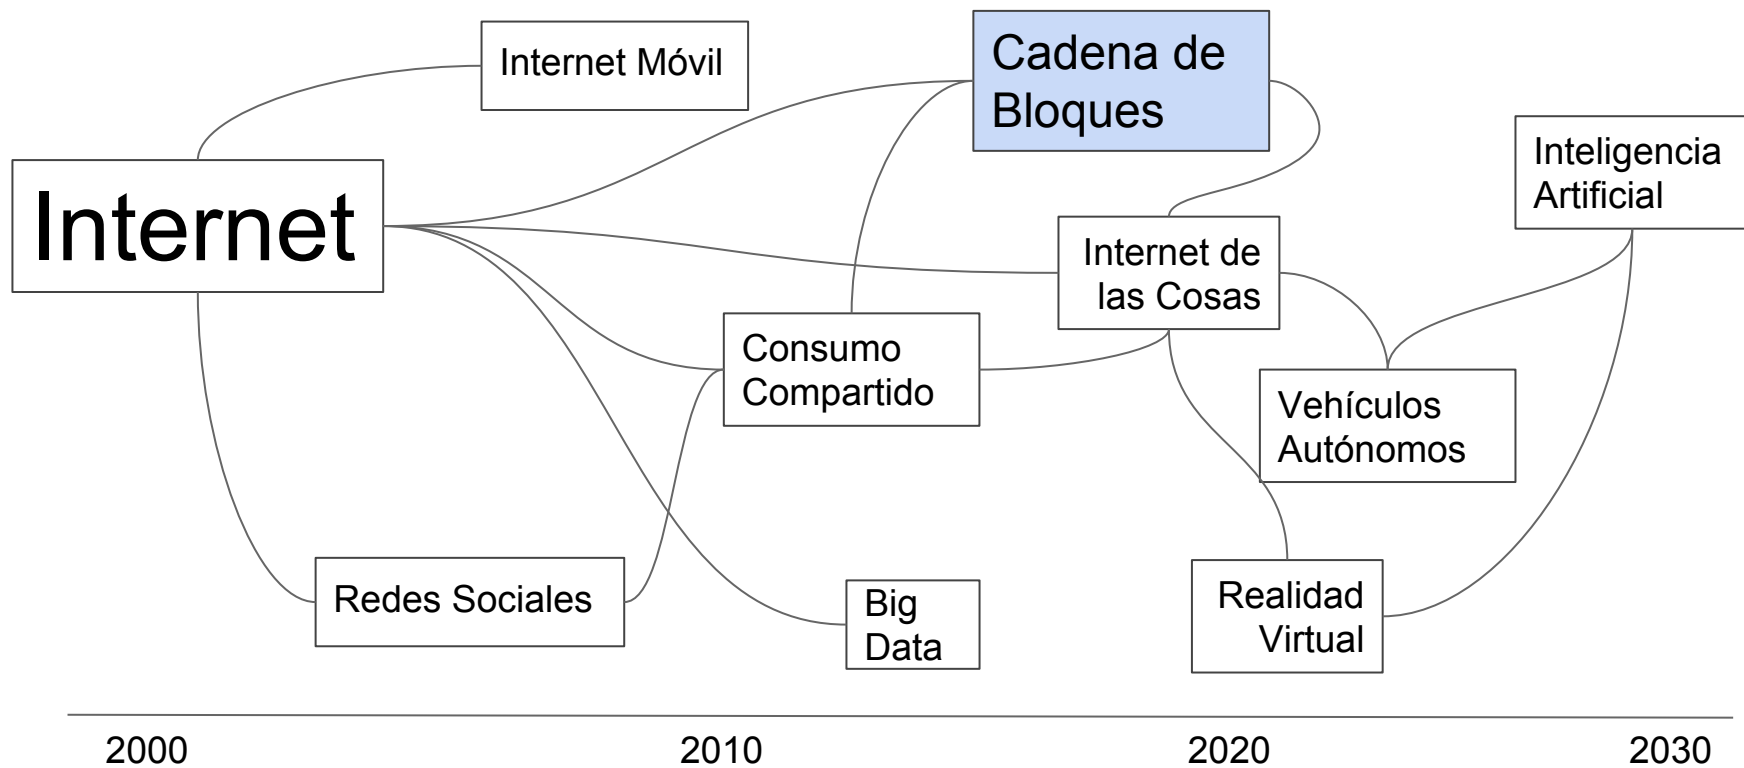 Internet Móvil
Cadena de
Bloques
Inteligencia
Artificial
Internet
Internet de
las Cosas
Consumo
Compartido
Vehículos
Autónomos
Redes Sociales
Big
Data
Realidad
Virtual
2000
2010
2020
2030